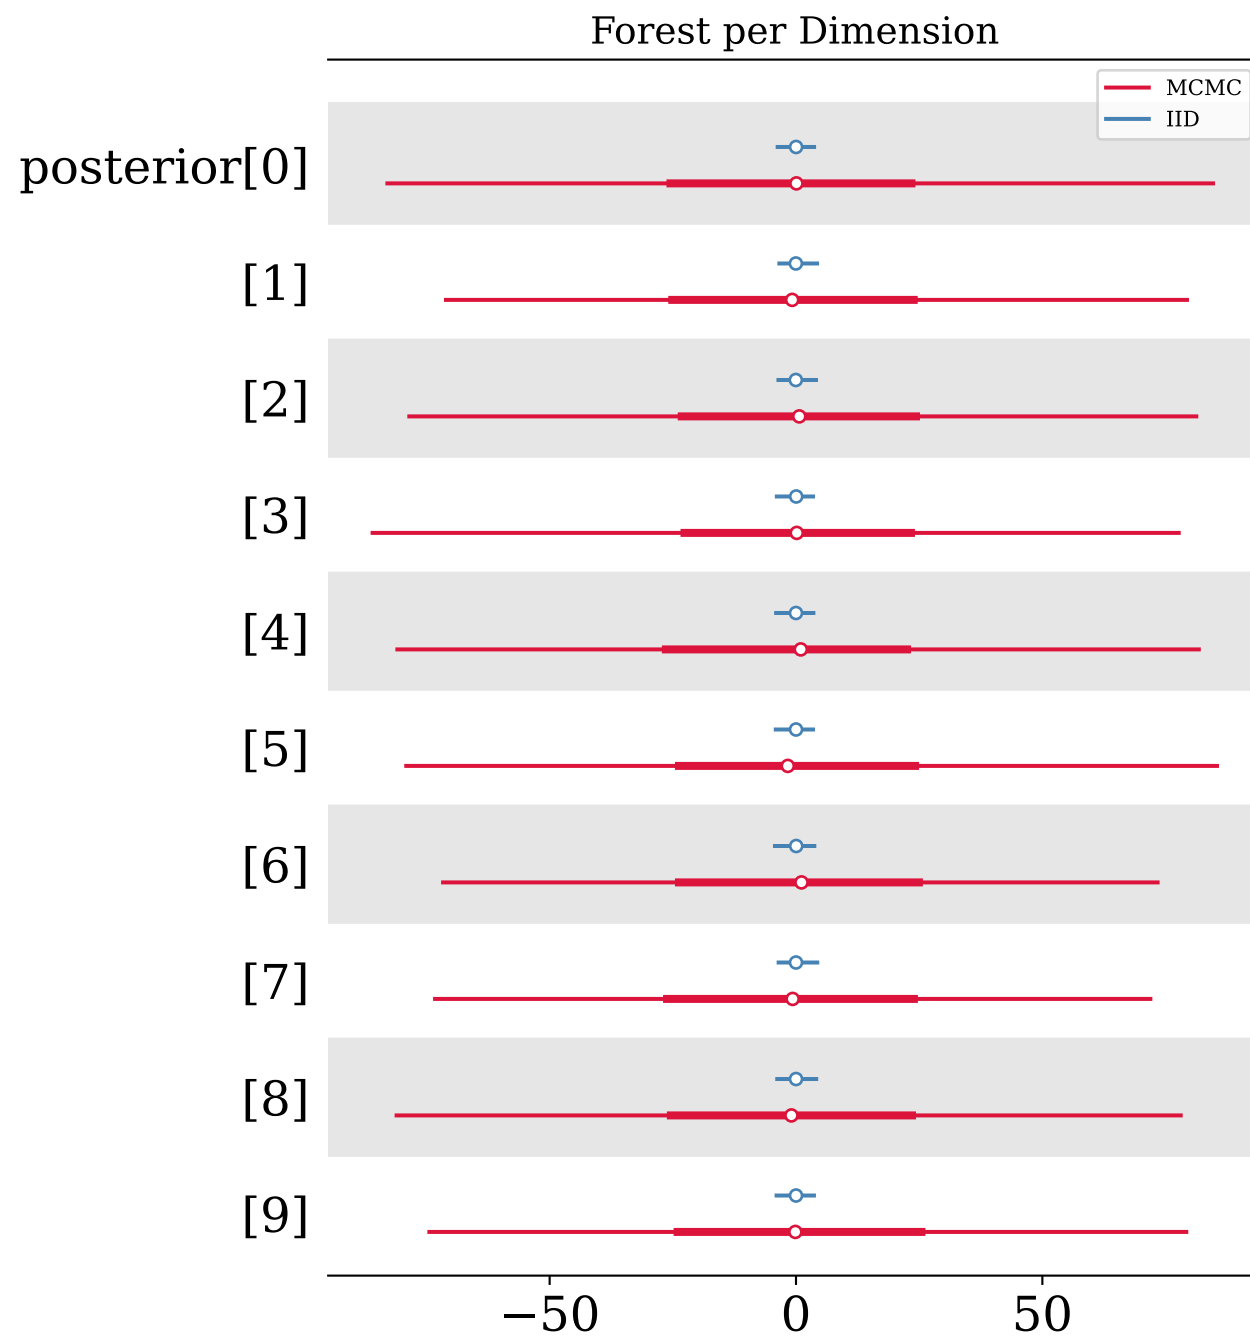 Forest per Dimension
MCMC
IID
posterior[0]
[1]
[2]
[3]
[4]
[5]
[6]
[7]
[8]
[9]
−50 0 50